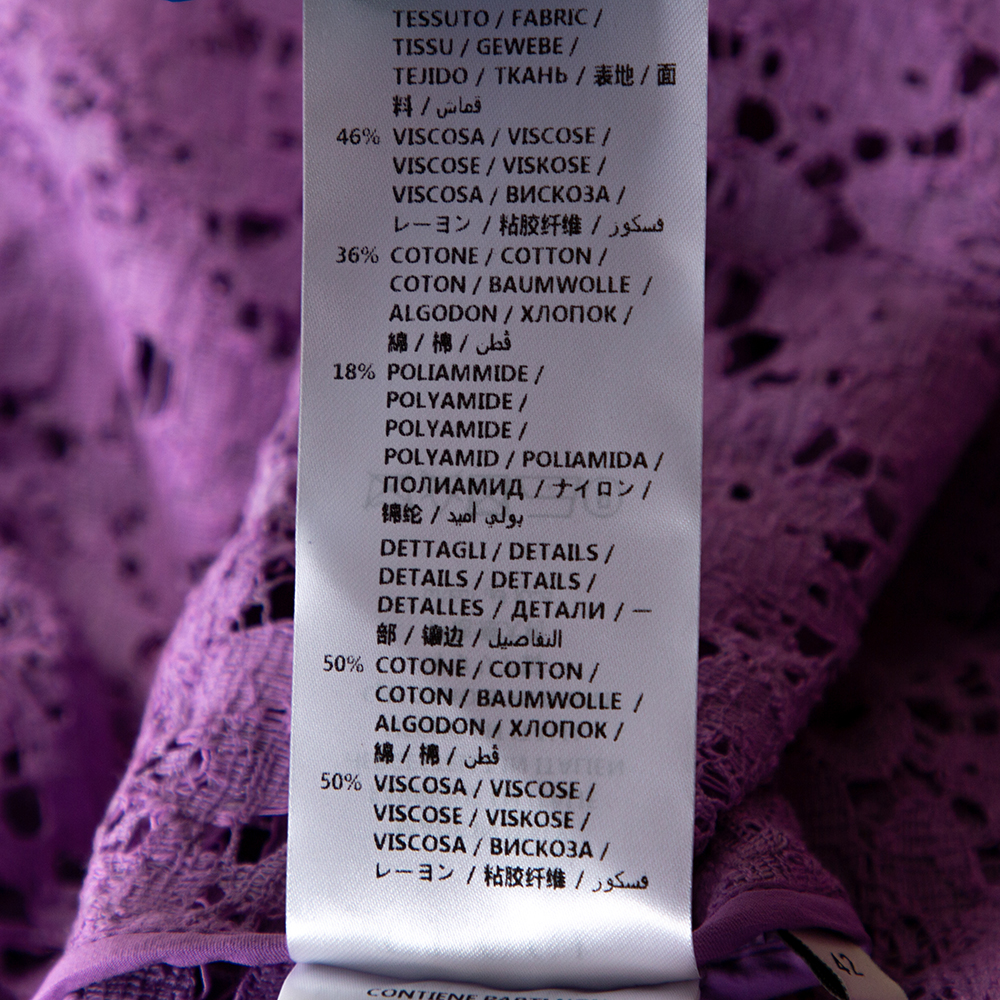 TESSUTO / FABRIC /
TISSU / GEWEBE /
TEJIDO / ТКАНЬ / 表地 / 面
料 / قماش
46% VISCOSA / VISCOSE /
VISCOSE / VISKOSE /
VISCOSA / ВИСКОЗА /
レーヨン / 粘胶纤维 / فسكوز
36% COTONE / COTTON /
COTON / BAUMWOLLE /
ALGODON / ХЛОПОК /
綿 / 棉 / قطن
18% POLIAMMIDE /
POLYAMIDE /
POLYAMIDE /
POLYAMID / POLIAMIDA /
ПОЛИАМИД / ナイロン /
锦纶 / بولي أميد
DETTAGLI / DETAILS /
DETAILS / DETAILS /
DETALLES / ДЕТАЛИ / 一
部 / 镶边 / التفاصيل
50% COTONE / COTTON /
COTON / BAUMWOLLE /
ALGODON / ХЛОПОК /
綿 / 棉 / قطن
50% VISCOSA / VISCOSE /
VISCOSE / VISKOSE /
VISCOSA / ВИСКОЗА /
レーヨン / 粘胶纤维 / فسكوز
42
CONTIENE